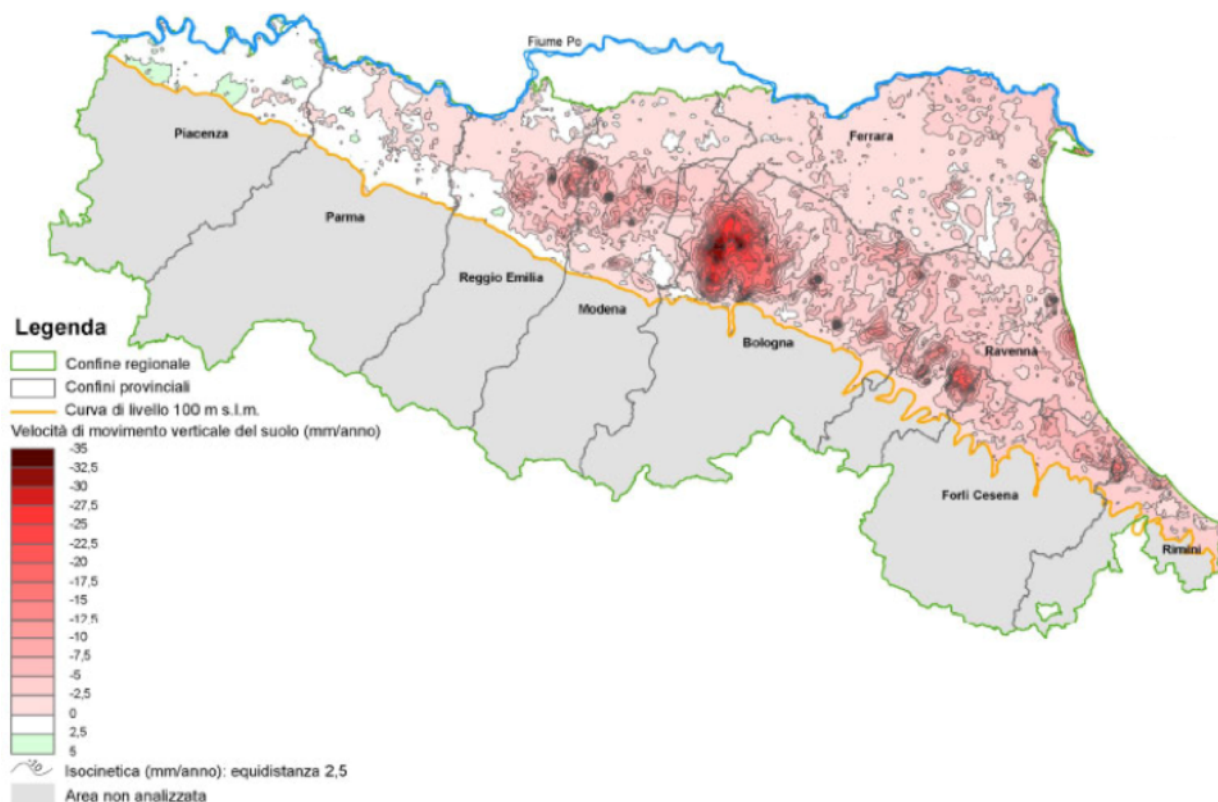 Fiume Po
Piacenza
Ferrara
Parma
Reggio Emilia
Modena
Bologna
Ravenna
Forlì Cesena
Rimini
Legenda
Confine regionale
Confini provinciali
Curva di livello 100 m s.l.m.
Velocità di movimento verticale del suolo (mm/anno)
-35
-32,5
-30
-27,5
-25
-22,5
-20
-17,5
-15
-12,5
-10
-7,5
-5
-2,5
0
2,5
5
Isocinetica (mm/anno): equidistanza 2,5
Area non analizzata